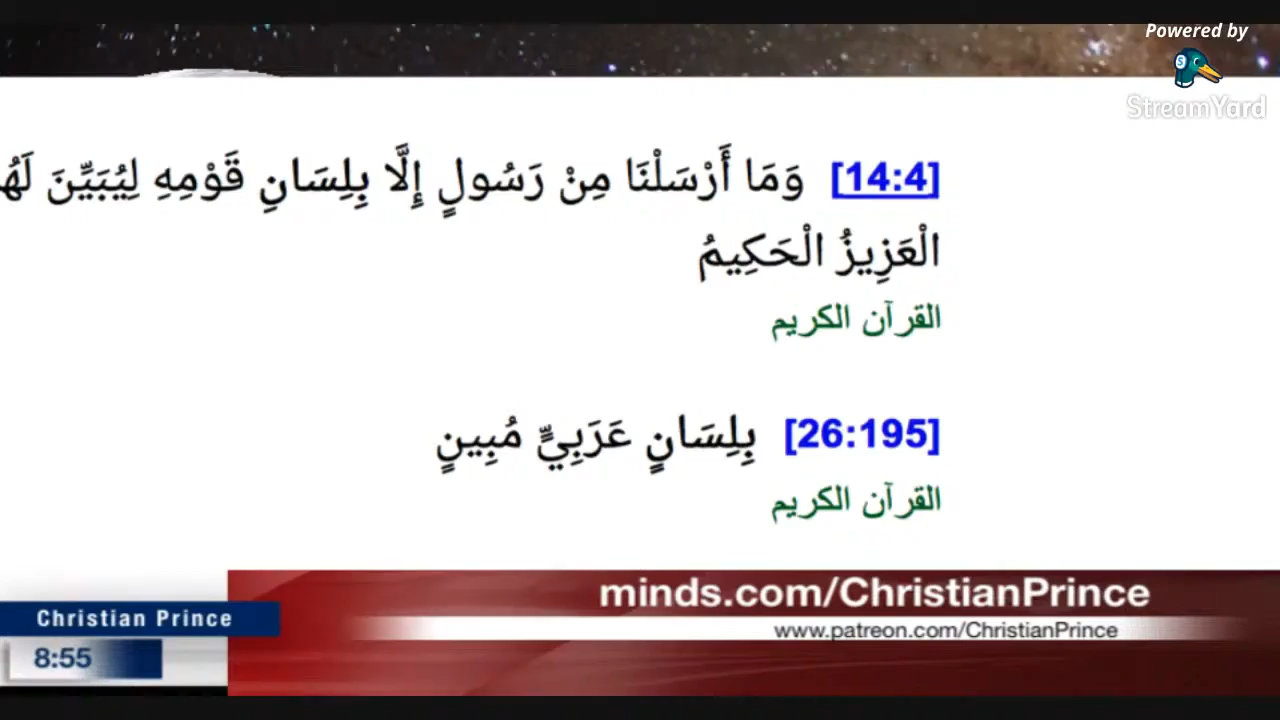 Powered by
StreamYard
[14:4] وَمَا أَرْسَلْنَا مِنْ رَسُولٍ إِلَّا بِلِسَانِ قَوْمِهِ لِيُبَيِّنَ
الْعَزِيزُ الْحَكِيمُ
القرآن الكريم
[26:195] بِلِسَانٍ عَرَبِيٍّ مُبِينٍ
القرآن الكريم
minds.com/ChristianPrince
Christian Prince
www.patreon.com/ChristianPrince
8:55